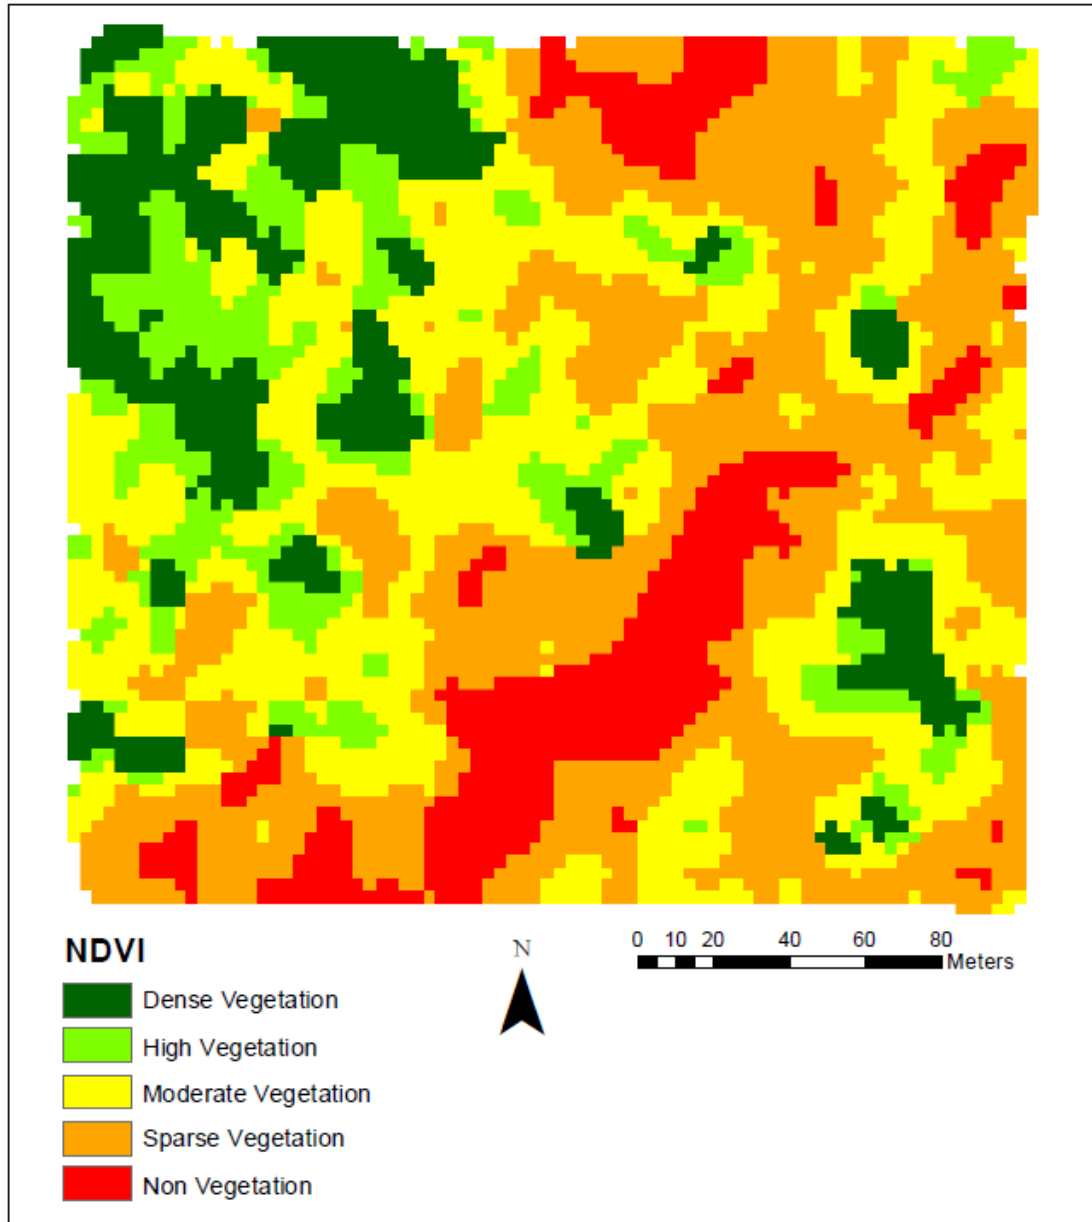 NDVI
Dense Vegetation
High Vegetation
Moderate Vegetation
Sparse Vegetation
Non Vegetation
N
0 10 20 40 60 80
Meters